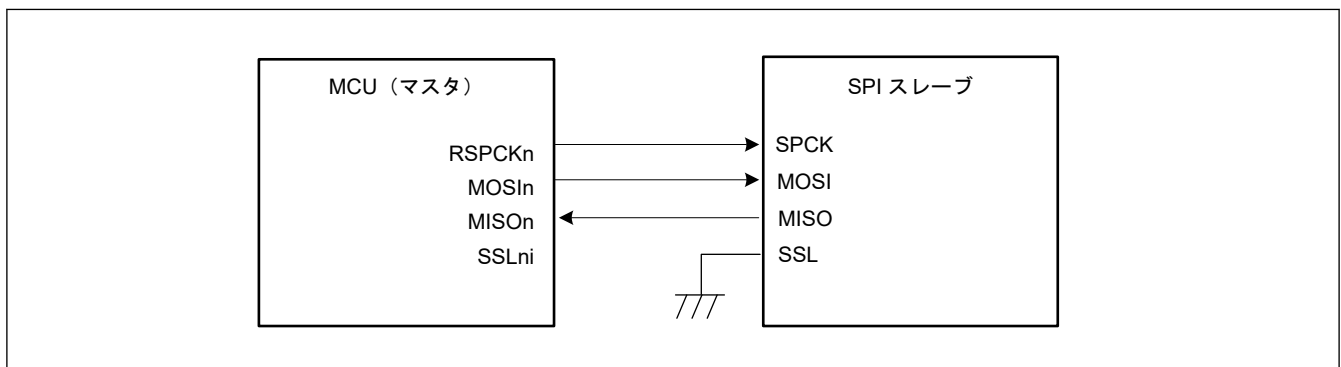 MCU（マスタ）
RSPCKn
MOSIn
MISOn
SSLni
SPI スレーブ
SPCK
MOSI
MISO
SSL